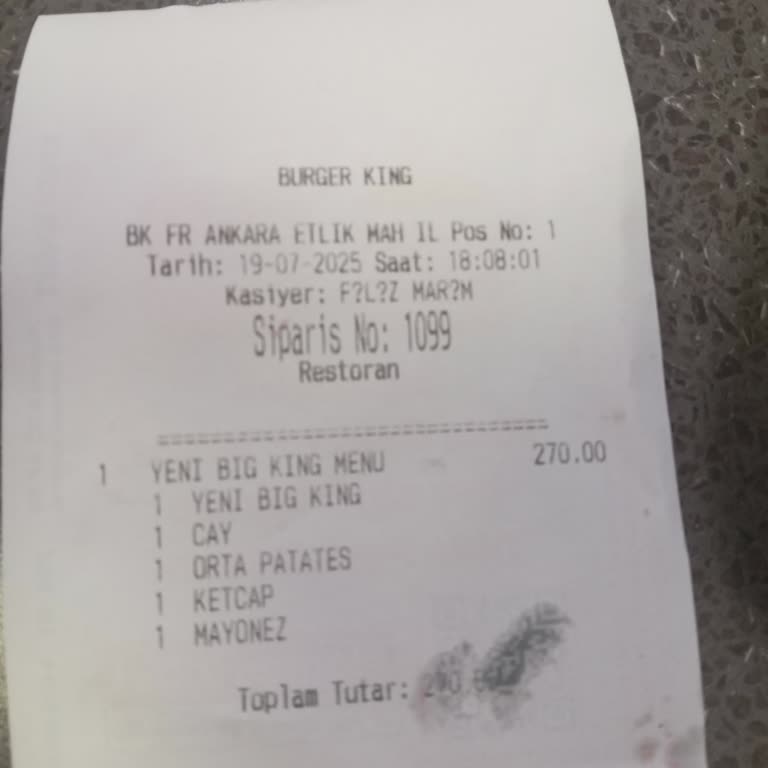 BURGER KING
BK FR ANKARA ETLIK MAH IL Pos No: 1
Tarih: 19-07-2025 Saat: 18:08:01
Kasiyer: F?L?Z MAR?M
Siparis No: 1099
Restoran
==============================
1 YENI BIG KING MENU 270.00
1 YENI BIG KING
1 CAY
1 ORTA PATATES
1 KETCAP
1 MAYONEZ
Toplam Tutar: